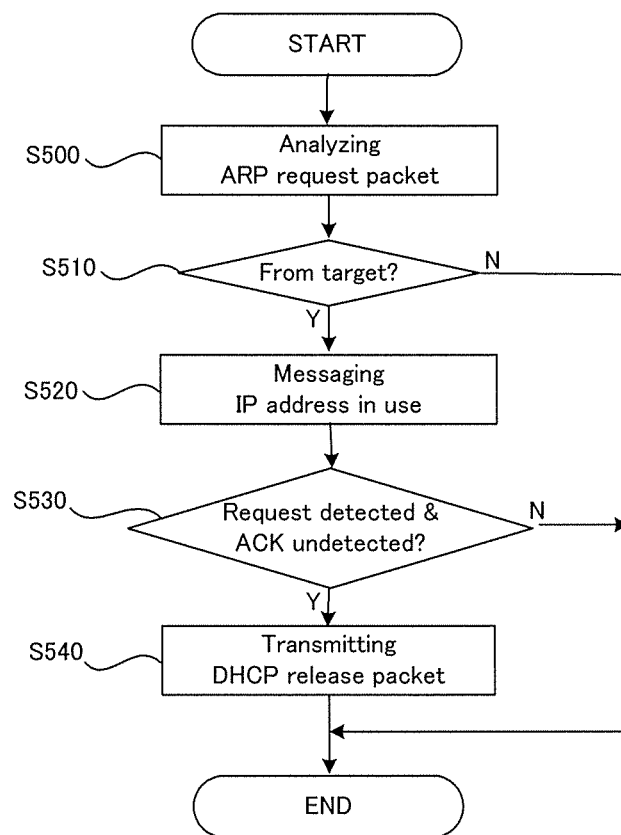 START
S500
Analyzing
ARP request packet
S510
From target?
N
Y
S520
Messaging
IP address in use
S530
Request detected &
ACK undetected?
N
Y
S540
Transmitting
DHCP release packet
END